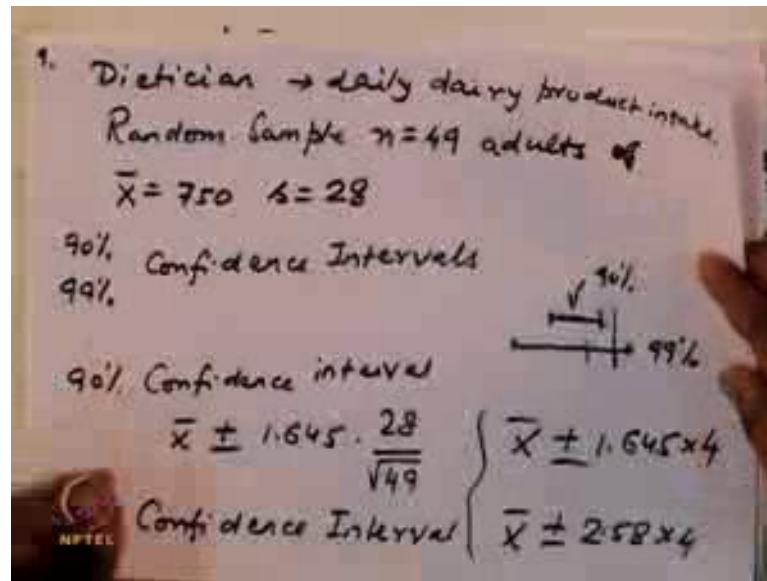 1. Dietician → daily dairy product intake.
Random Sample n=49 adults of
x̄ = 750 s = 28
90%
99%. Confidence Intervals
90%.
99%
90% Confidence interval
x̄ ± 1.645 . 28/√49
x̄ ± 1.645×4
Confidence Interval
x̄ ± 2.58×4
NPTEL